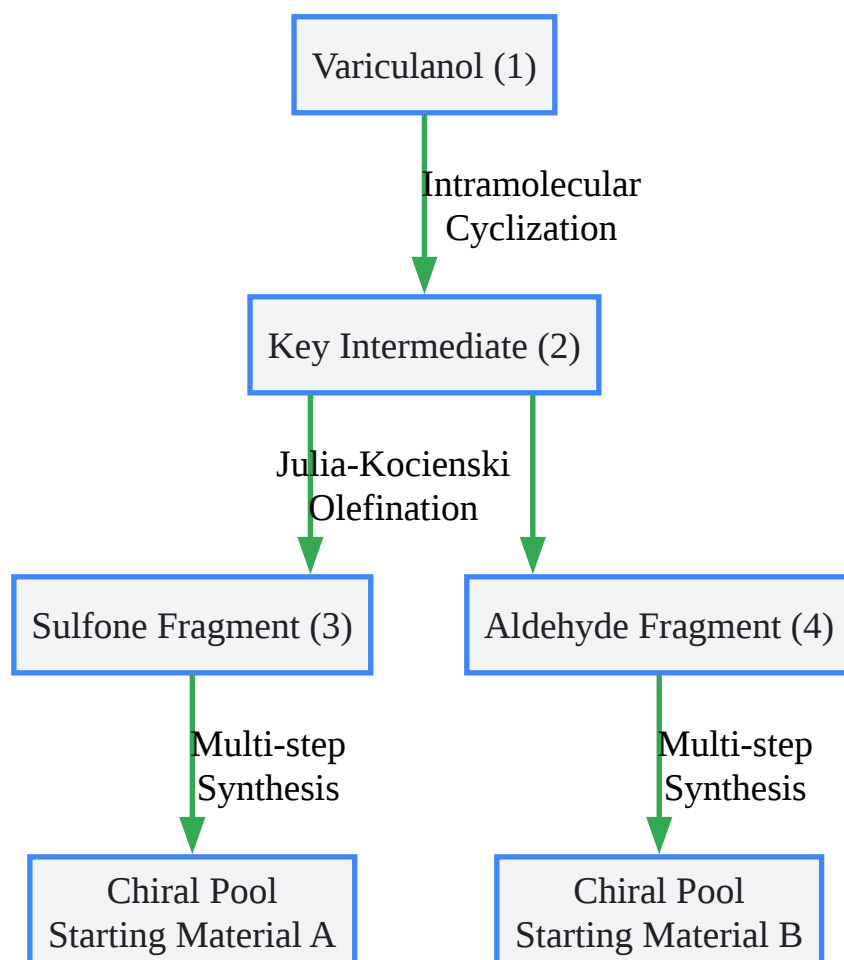 Variculanol (1)
Intramolecular
Cyclization
Key Intermediate (2)
Julia-Kocienski
Olefination
Sulfone Fragment (3)
Aldehyde Fragment (4)
Multi-step
Synthesis
Multi-step
Synthesis
Chiral Pool
Starting Material A
Chiral Pool
Starting Material B